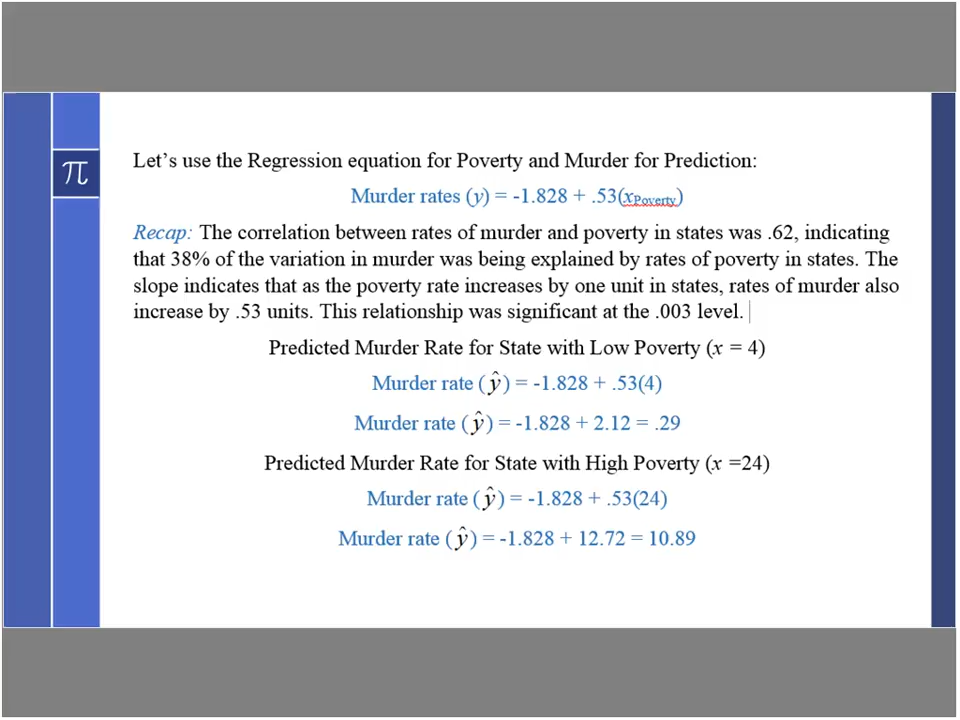 π
Let’s use the Regression equation for Poverty and Murder for Prediction:
Murder rates (y) = -1.828 + .53(xPoverty)
Recap: The correlation between rates of murder and poverty in states was .62, indicating
that 38% of the variation in murder was being explained by rates of poverty in states. The
slope indicates that as the poverty rate increases by one unit in states, rates of murder also
increase by .53 units. This relationship was significant at the .003 level.
Predicted Murder Rate for State with Low Poverty (x = 4)
Murder rate (ŷ) = -1.828 + .53(4)
Murder rate (ŷ) = -1.828 + 2.12 = .29
Predicted Murder Rate for State with High Poverty (x =24)
Murder rate (ŷ) = -1.828 + .53(24)
Murder rate (ŷ) = -1.828 + 12.72 = 10.89